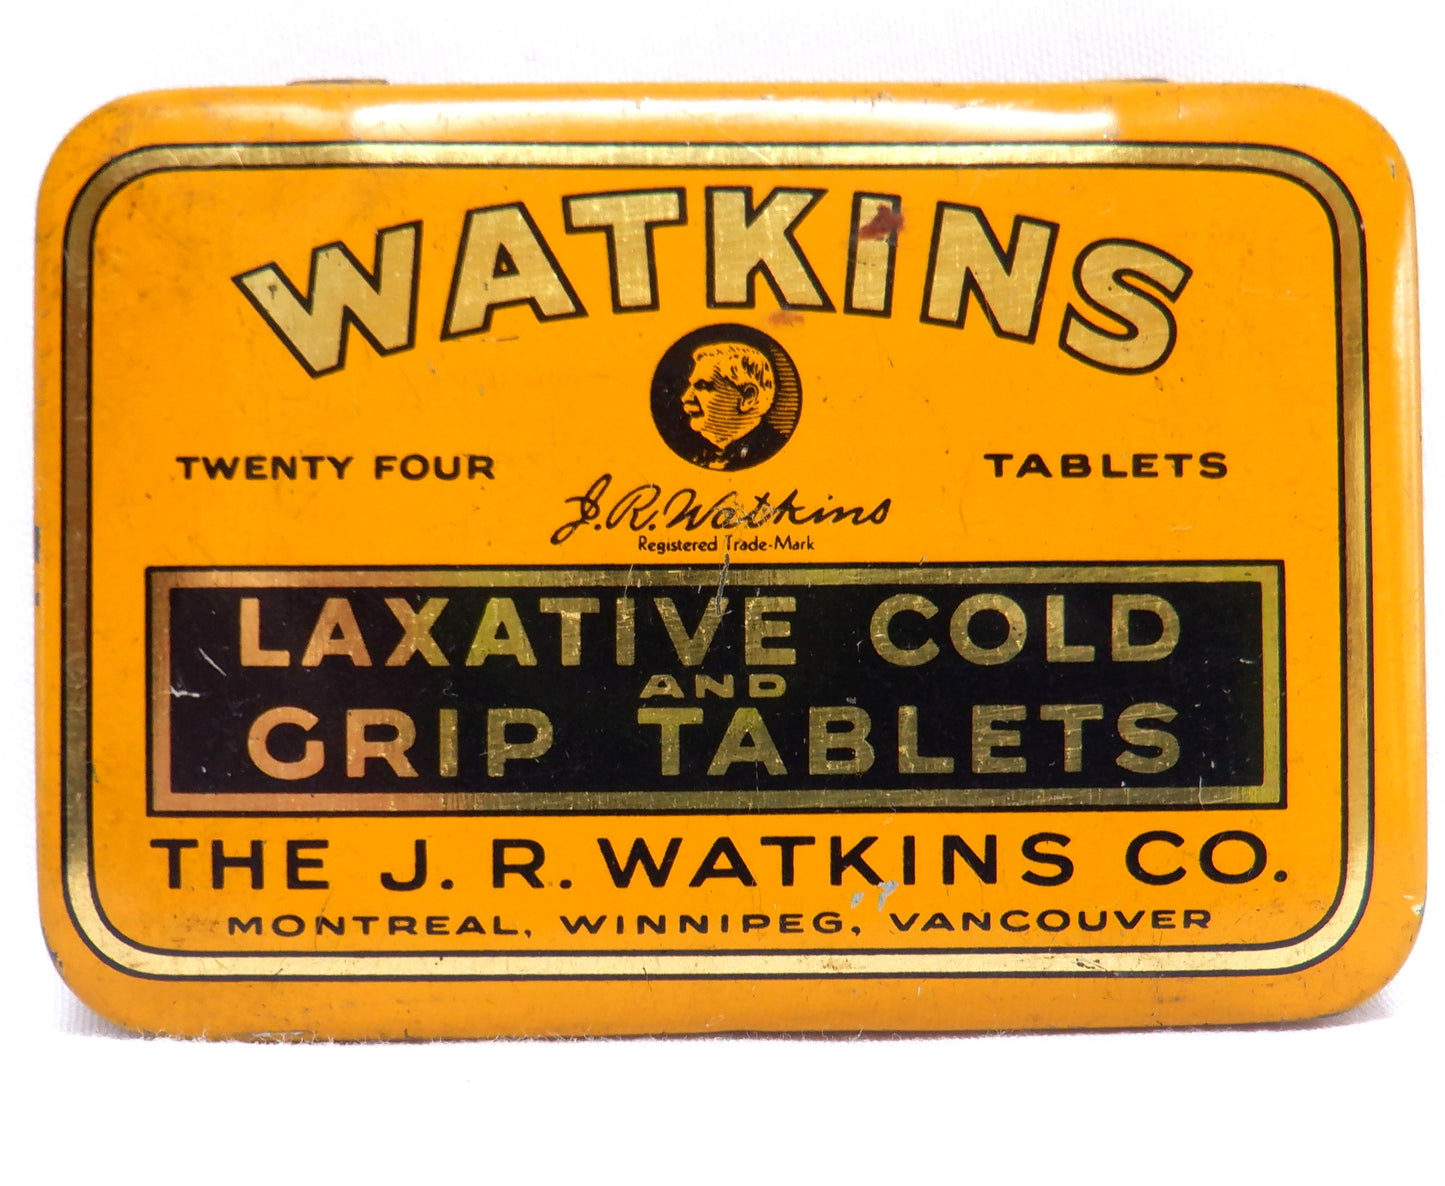 WATKINS
TWENTY FOUR TABLETS
J.R. Watkins
Registered Trade-Mark
LAXATIVE COLD
AND
GRIP TABLETS
THE J. R. WATKINS CO.
MONTREAL, WINNIPEG, VANCOUVER